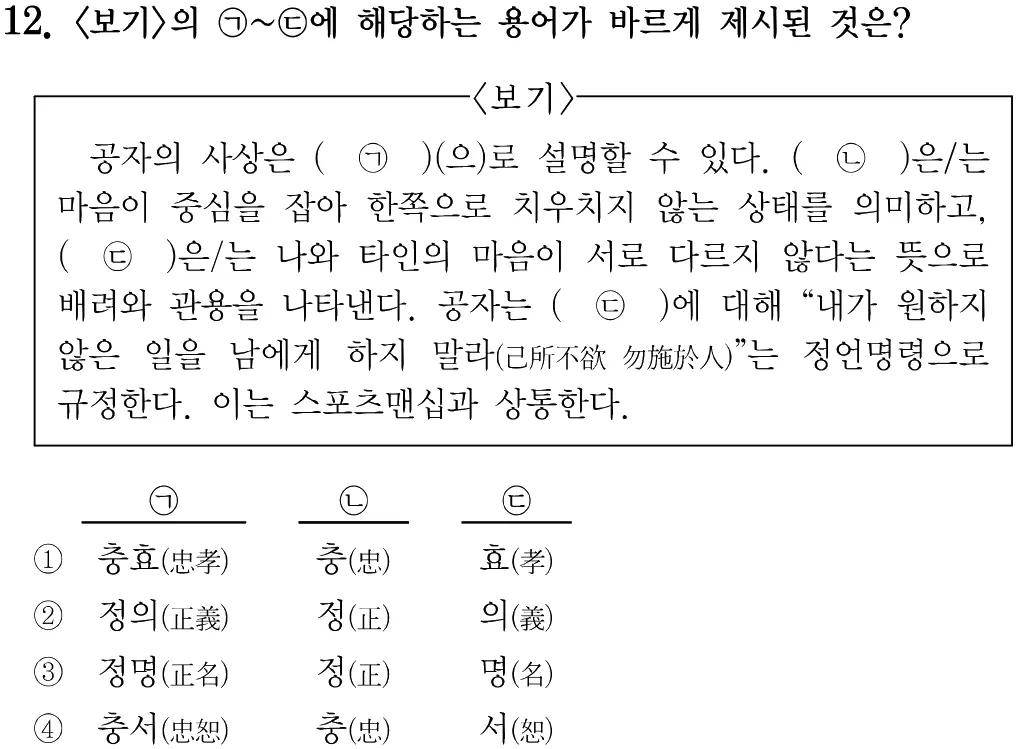 12. 〈보기〉의 ㉠~㉢에 해당하는 용어가 바르게 제시된 것은?
〈보기〉
공자의 사상은 ( ㉠ )(으)로 설명할 수 있다. ( ㉡ )은/는
마음이 중심을 잡아 한쪽으로 치우치지 않는 상태를 의미하고,
( ㉢ )은/는 나와 타인의 마음이 서로 다르지 않다는 뜻으로
배려와 관용을 나타낸다. 공자는 ( ㉢ )에 대해 “내가 원하지
않은 일을 남에게 하지 말라(己所不欲 勿施於人)”는 정언명령으로
규정한다. 이는 스포츠맨십과 상통한다.
㉠ ㉡ ㉢
① 충효(忠孝) 충(忠) 효(孝)
② 정의(正義) 정(正) 의(義)
③ 정명(正名) 정(正) 명(名)
④ 충서(忠恕) 충(忠) 서(恕)